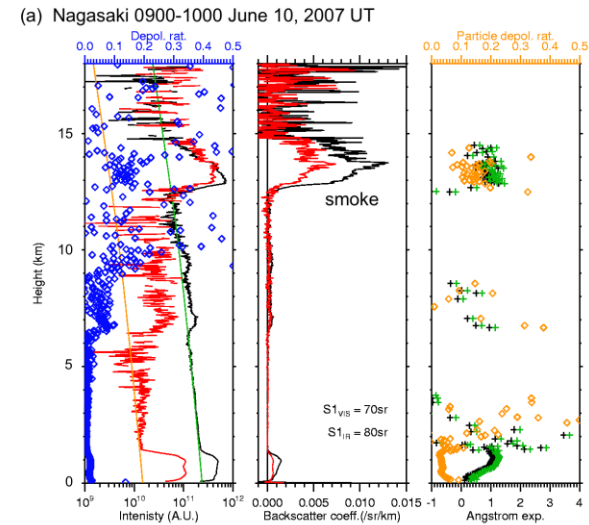 (a) Nagasaki 0900-1000 June 10, 2007 UT
Depol. rat.
0.0 0.1 0.2 0.3 0.4 0.5
Particle depol. rat.
0.0 0.1 0.2 0.3 0.4 0.5
15
10
5
0
Height (km)
smoke
S1VIS = 70sr
S1IR = 80sr
10^9 10^10 10^11 10^12
Intenisty (A.U.)
0.000 0.005 0.010 0.015
Backscatter coeff.(/sr/km)
-1 0 1 2 3 4 5
Angstrom exp.